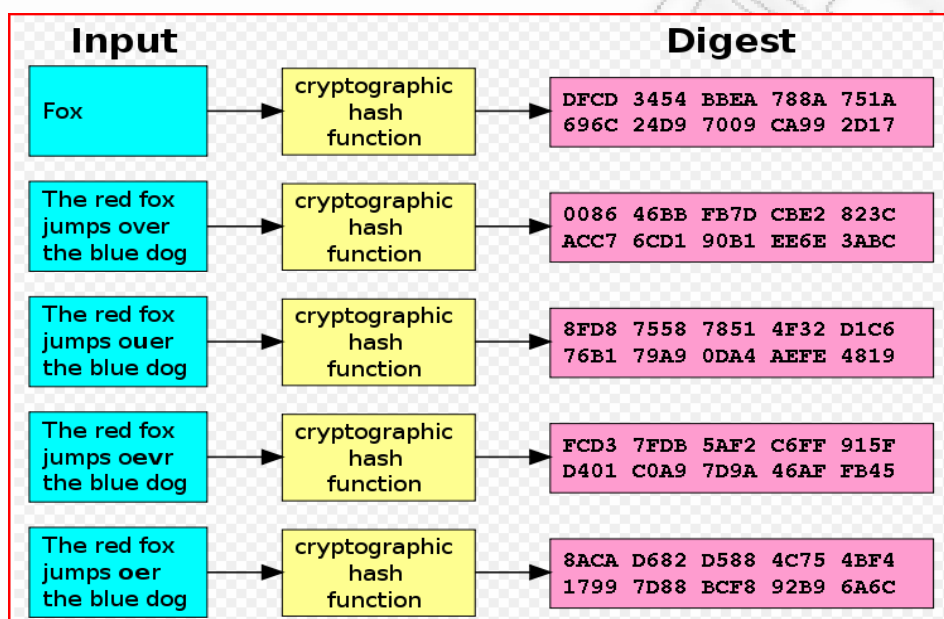 Input
Digest
Fox
cryptographic
hash
function
DFCD 3454 BBEA 788A 751A
696C 24D9 7009 CA99 2D17
The red fox
jumps over
the blue dog
cryptographic
hash
function
0086 46BB FB7D CBE2 823C
ACC7 6CD1 90B1 EE6E 3ABC
The red fox
jumps ouer
the blue dog
cryptographic
hash
function
8FD8 7558 7851 4F32 D1C6
76B1 79A9 0DA4 AEFE 4819
The red fox
jumps oevr
the blue dog
cryptographic
hash
function
FCD3 7FDB 5AF2 C6FF 915F
D401 C0A9 7D9A 46AF FB45
The red fox
jumps oer
the blue dog
cryptographic
hash
function
8ACA D682 D588 4C75 4BF4
1799 7D88 BCF8 92B9 6A6C